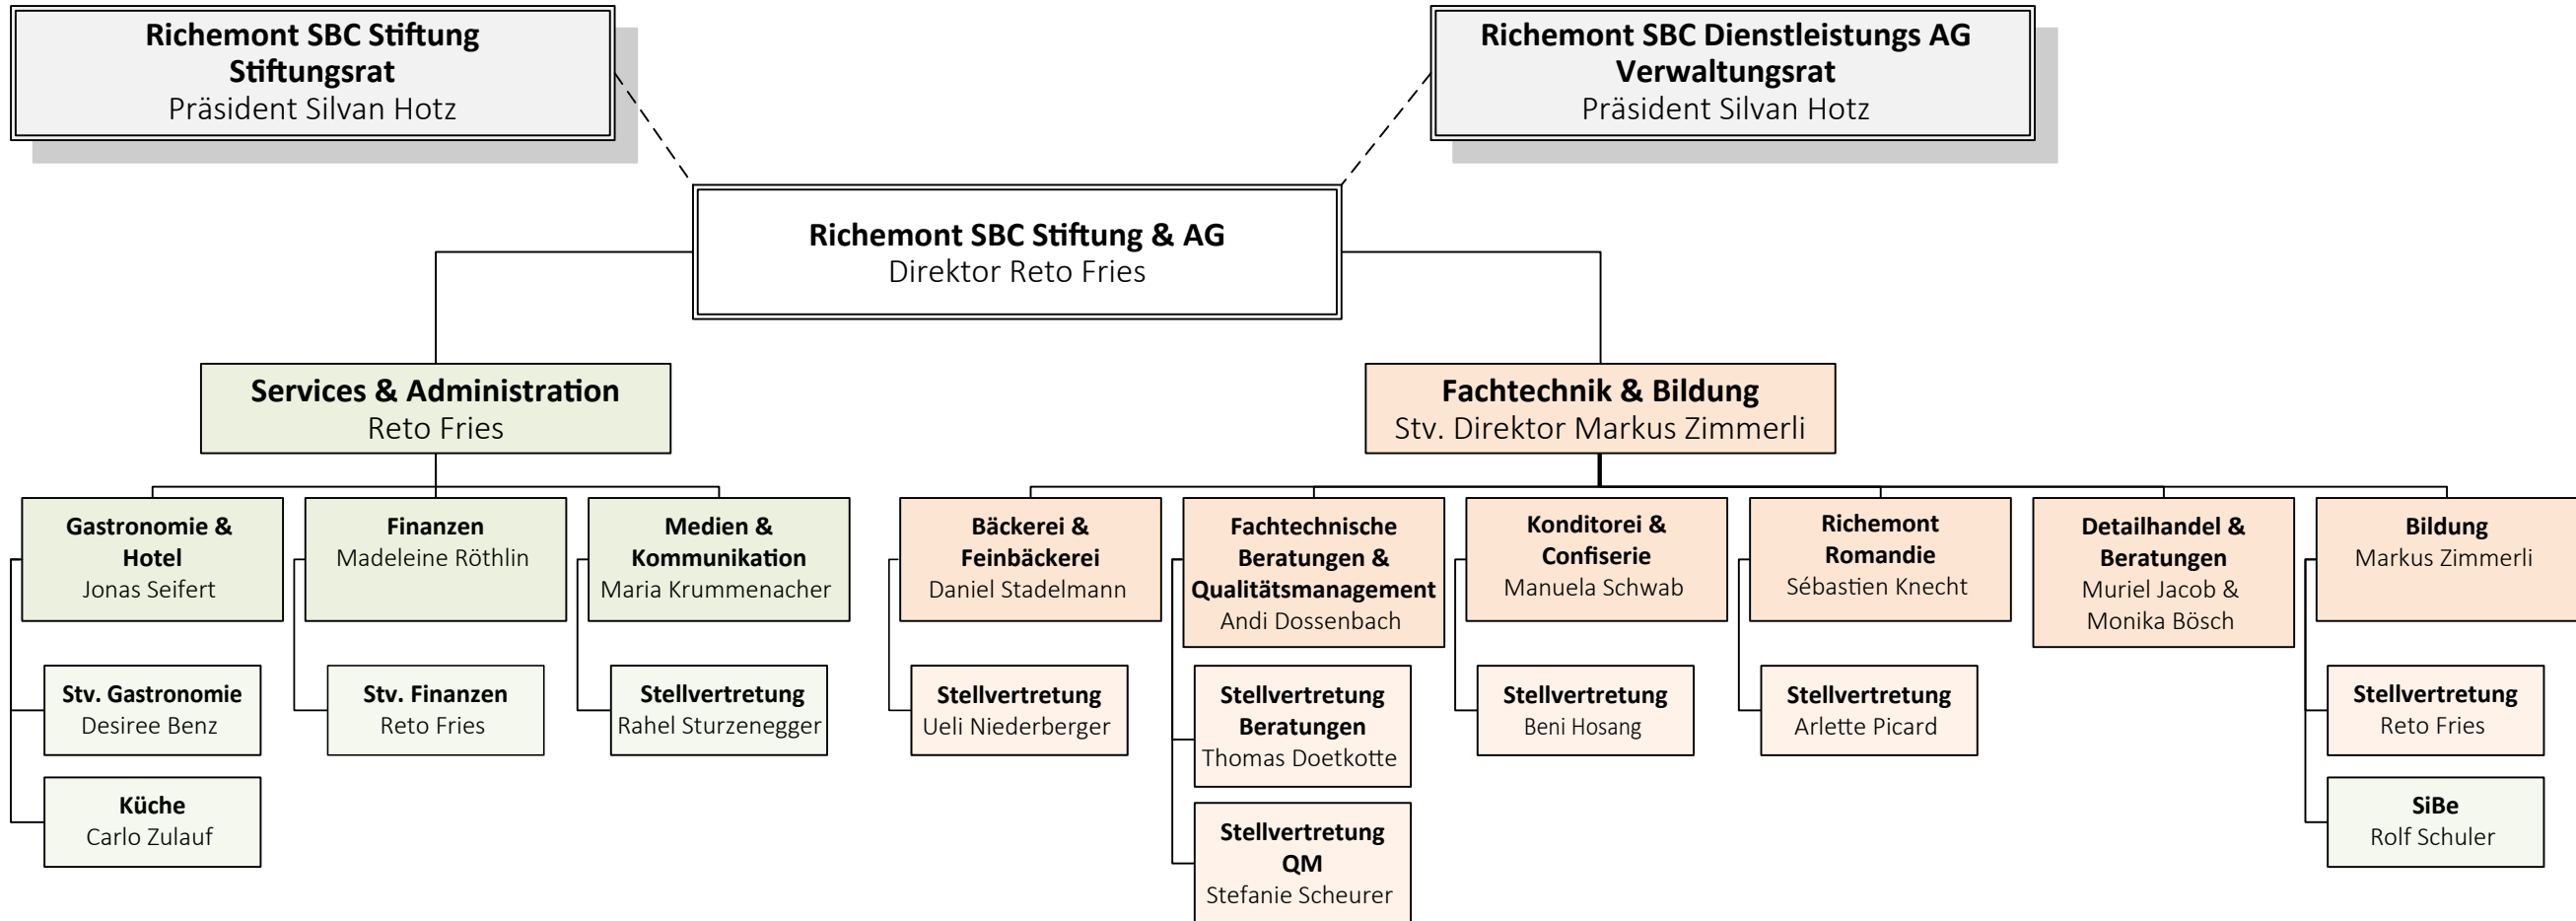 Richemont SBC Stiftung
Stiftungsrat
Präsident Silvan Hotz
Richemont SBC Dienstleistungs AG
Verwaltungsrat
Präsident Silvan Hotz
Richemont SBC Stiftung & AG
Direktor Reto Fries
Services & Administration
Reto Fries
Fachtechnik & Bildung
Stv. Direktor Markus Zimmerli
Gastronomie &
Hotel
Jonas Seifert
Finanzen
Madeleine Röthlin
Medien &
Kommunikation
Maria Krummenacher
Bäckerei &
Feinbäckerei
Daniel Stadelmann
Fachtechnische
Beratungen &
Qualitätsmanagement
Andi Dossenbach
Konditorei &
Confiserie
Manuela Schwab
Richemont
Romandie
Sébastien Knecht
Detailhandel &
Beratungen
Muriel Jacob &
Monika Bösch
Bildung
Markus Zimmerli
Stv. Gastronomie
Desiree Benz
Stv. Finanzen
Reto Fries
Stellvertretung
Rahel Sturzenegger
Stellvertretung
Ueli Niederberger
Stellvertretung
Beratungen
Thomas Doetkotte
Stellvertretung
Beni Hosang
Stellvertretung
Arlette Picard
Stellvertretung
Reto Fries
Küche
Carlo Zulauf
Stellvertretung
QM
Stefanie Scheurer
SiBe
Rolf Schuler